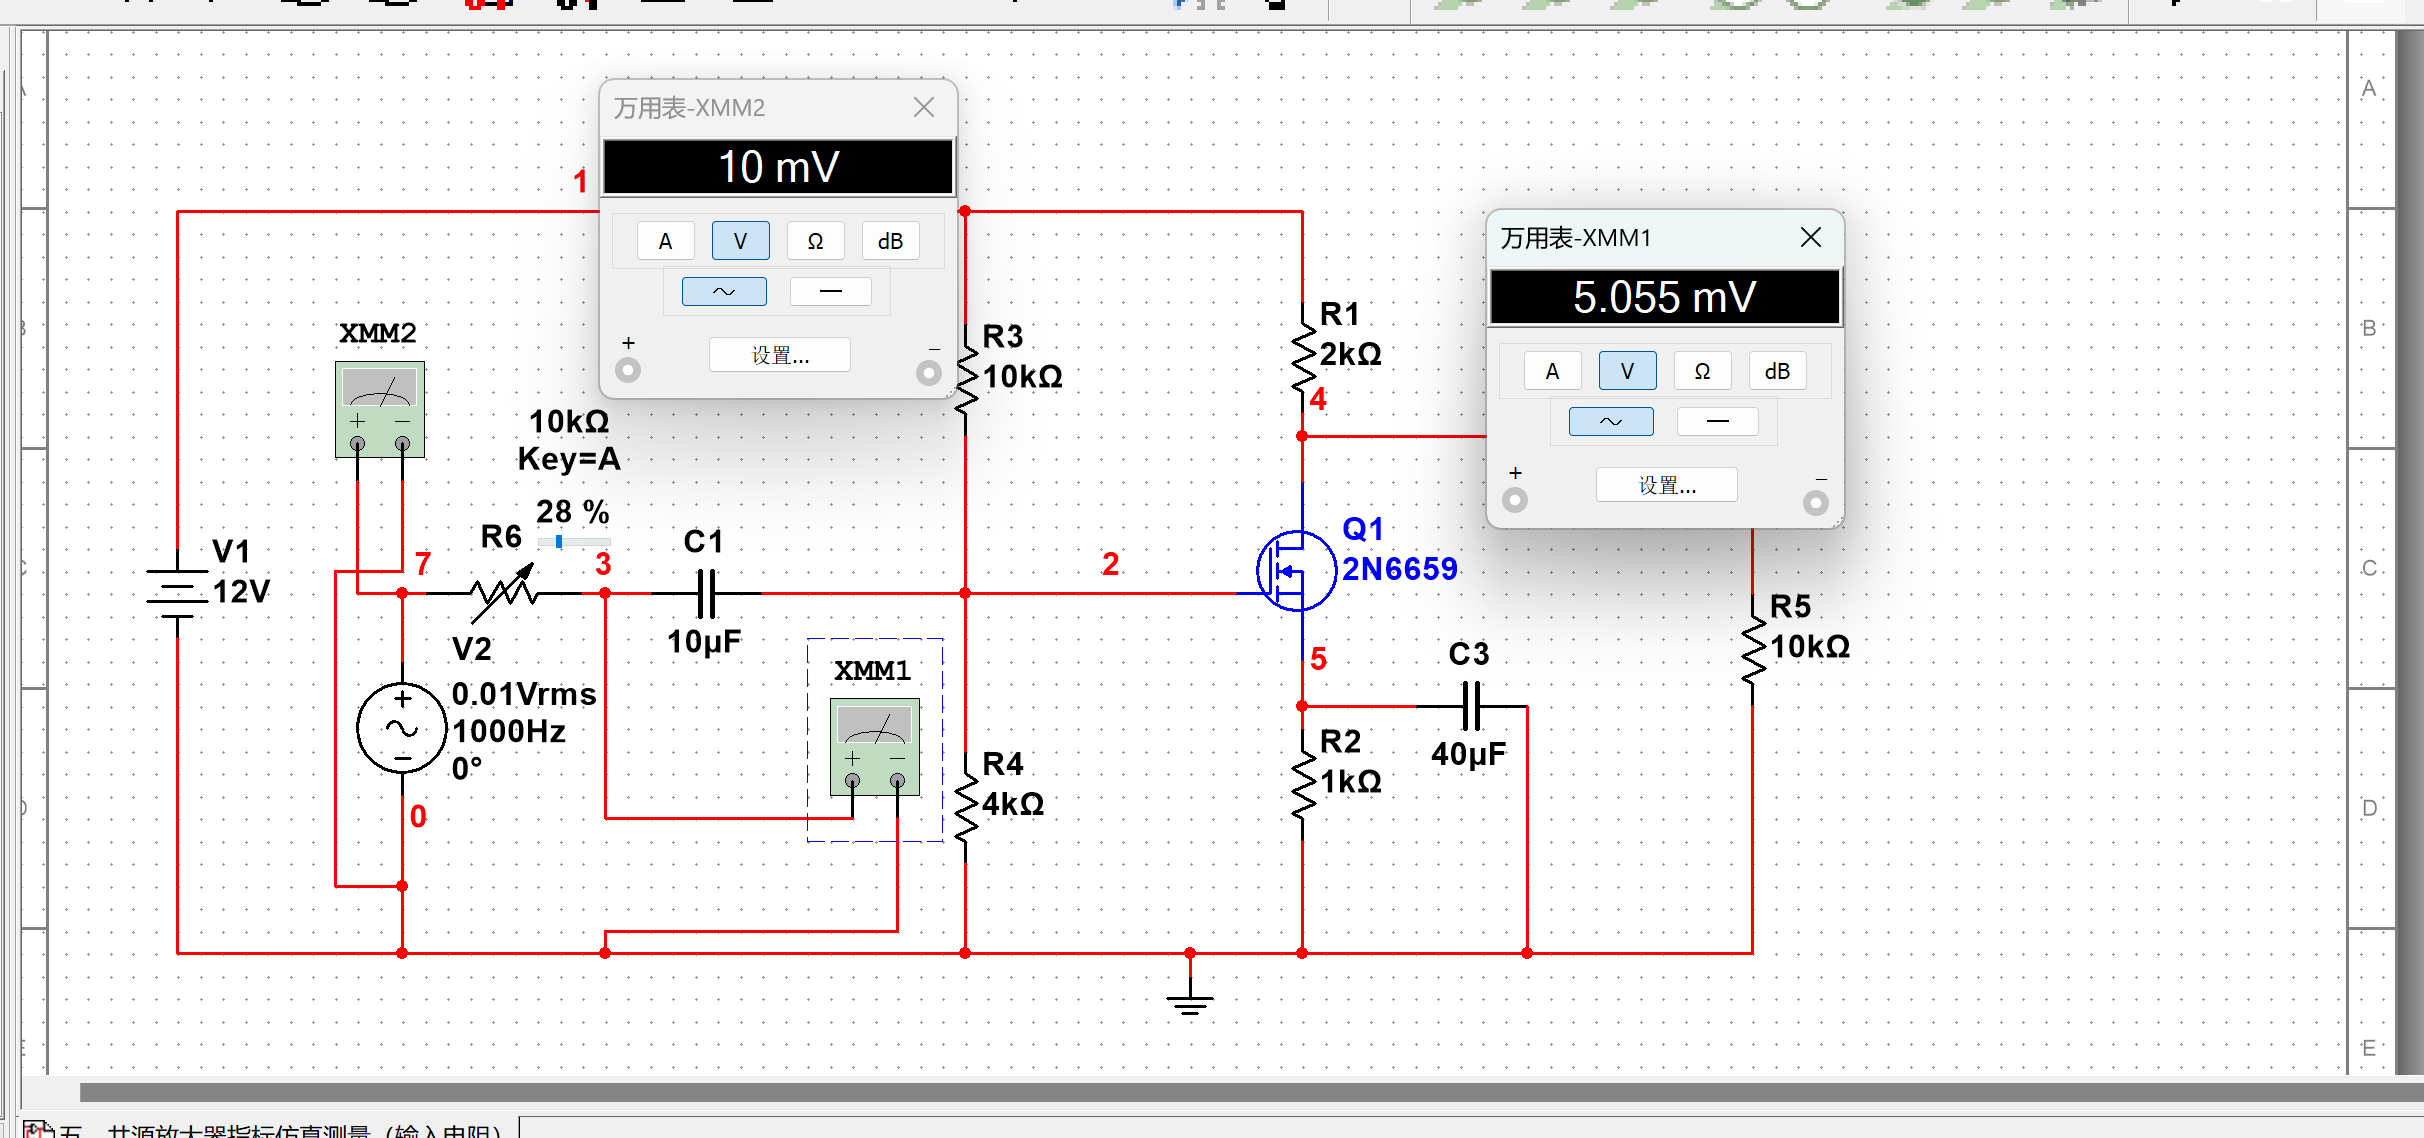 万用表-XMM2
10 mV
A V Ω dB
+ −
设置...
万用表-XMM1
5.055 mV
A V Ω dB
+ −
设置...
1
XMM2
+ −
10kΩ
Key=A
28 %
R6
7
3
C1
10µF
V1
12V
V2
0.01Vrms
1000Hz
0°
0
XMM1
+ −
R3
10kΩ
R4
4kΩ
2
R1
2kΩ
4
Q1
2N6659
5
C3
40µF
R2
1kΩ
R5
10kΩ
A
B
C
D
E
五、共源放大器指标仿真测量（输入电阻）